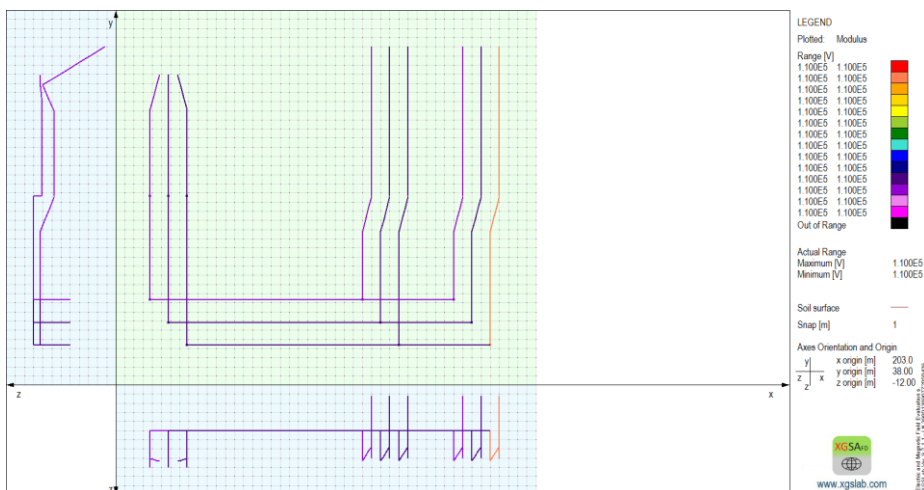 y
LEGEND
Plotted: Modulus
Range [V]
1.100E5 1.100E5
1.100E5 1.100E5
1.100E5 1.100E5
1.100E5 1.100E5
1.100E5 1.100E5
1.100E5 1.100E5
1.100E5 1.100E5
1.100E5 1.100E5
1.100E5 1.100E5
1.100E5 1.100E5
1.100E5 1.100E5
1.100E5 1.100E5
1.100E5 1.100E5
1.100E5 1.100E5
Out of Range
Actual Range
Maximum [V] 1.100E5
Minimum [V] 1.100E5
Soil surface
Snap [m] 1
Axes Orientation and Origin
y
z x
z
x origin [m] 203.0
y origin [m] 38.00
z origin [m] -12.00
z
x
z
XGSA
www.xgslab.com